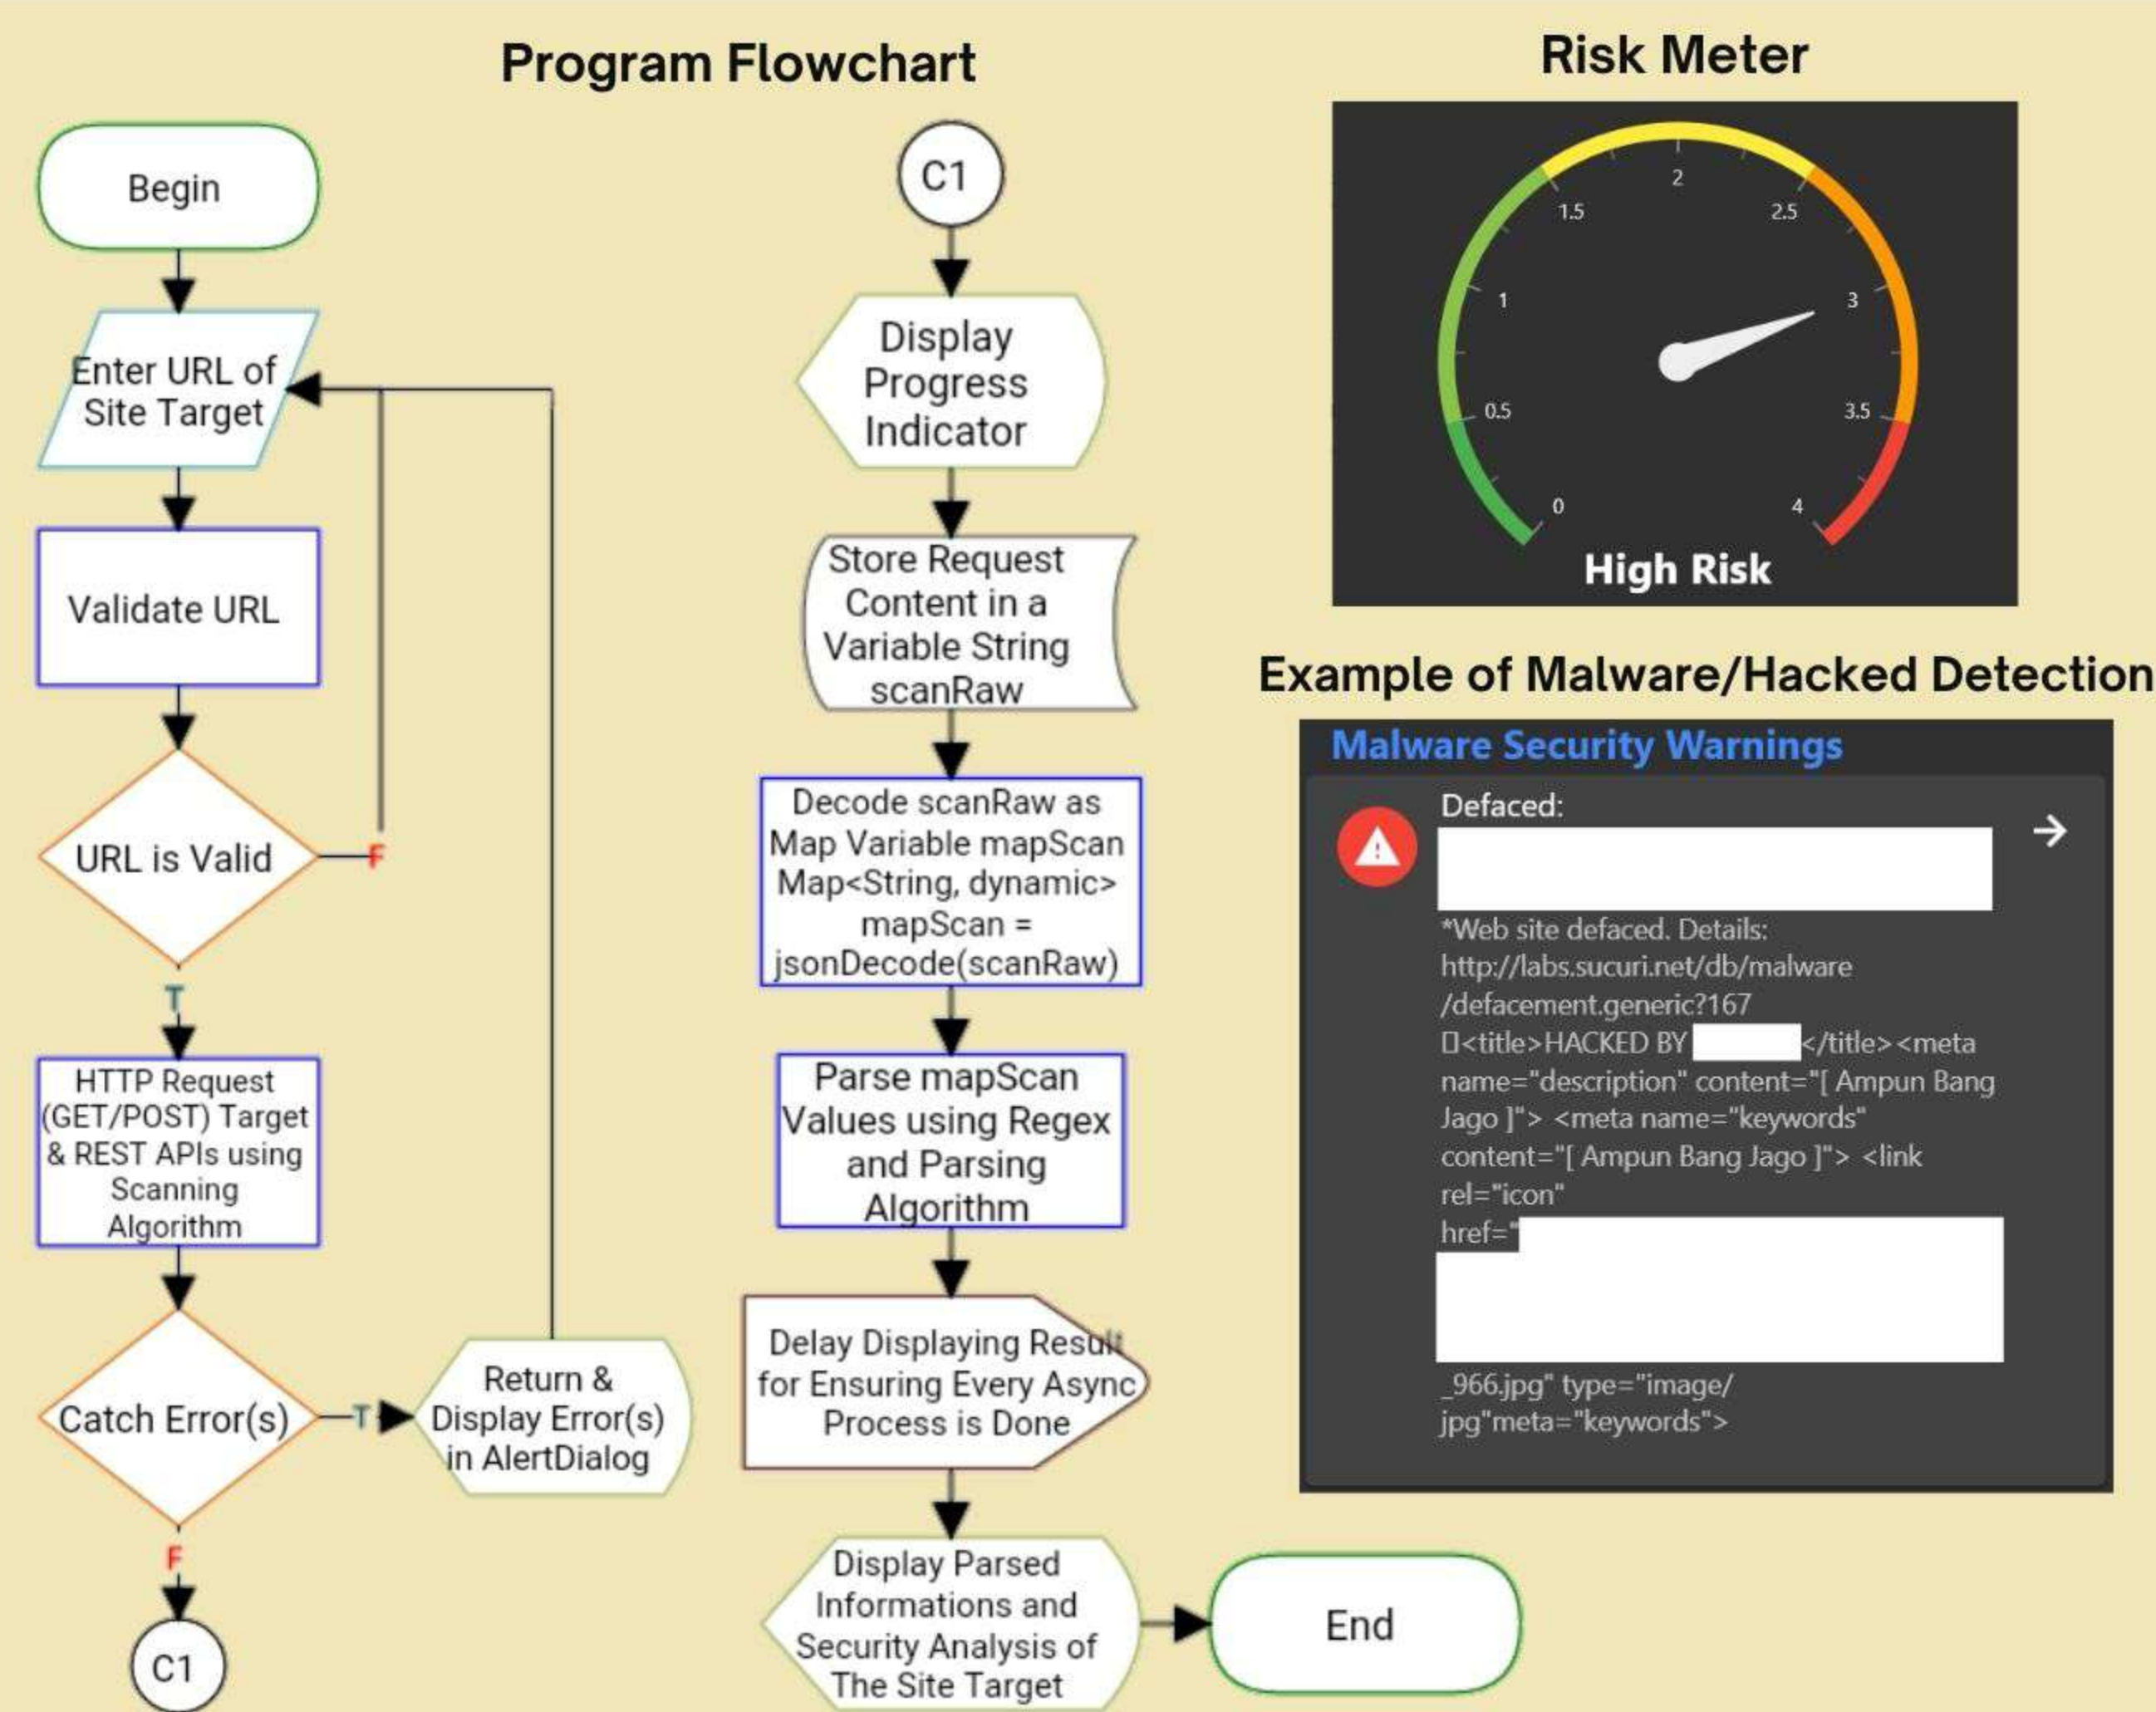 Program Flowchart
Begin
Enter URL of
Site Target
Validate URL
URL is Valid
F
T
HTTP Request
(GET/POST) Target
& REST APIs using
Scanning
Algorithm
Catch Error(s)
T
Return &
Display Error(s)
in AlertDialog
F
C1
C1
Display
Progress
Indicator
Store Request
Content in a
Variable String
scanRaw
Decode scanRaw as
Map Variable mapScan
Map<String, dynamic>
mapScan =
jsonDecode(scanRaw)
Parse mapScan
Values using Regex
and Parsing
Algorithm
Delay Displaying Result
for Ensuring Every Async
Process is Done
Display Parsed
Informations and
Security Analysis of
The Site Target
End
Risk Meter
0
0.5
1
1.5
2
2.5
3
3.5
4
High Risk
Example of Malware/Hacked Detection
Malware Security Warnings
Defaced:
*Web site defaced. Details:
http://labs.sucuri.net/db/malware
/defacement.generic?167
<title>HACKED BY </title><meta
name="description" content="[ Ampun Bang
Jago ]"> <meta name="keywords"
content="[ Ampun Bang Jago ]"> <link
rel="icon"
href="
_966.jpg" type="image/
jpg"meta="keywords">